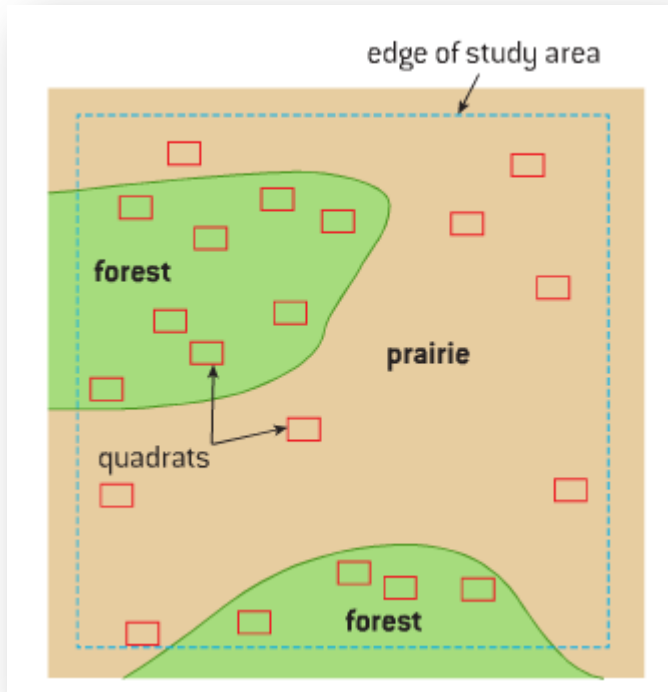 edge of study area
forest
prairie
quadrats
forest